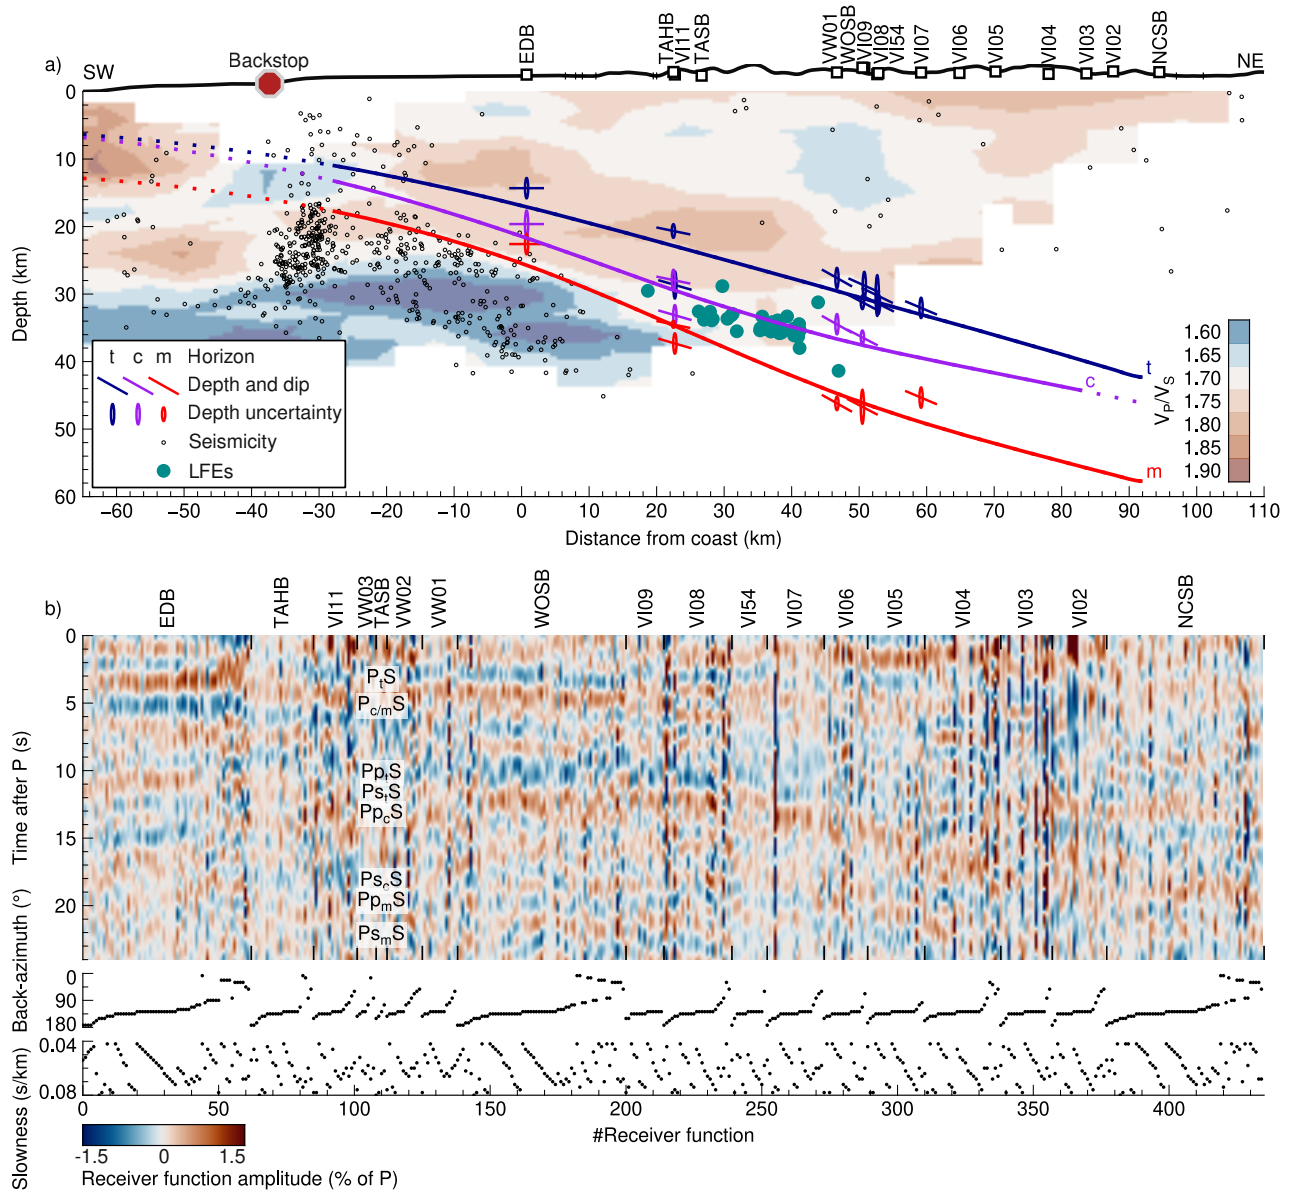 EDB
TAHB
VI11
TASB
VW01
WOSB
VI09
VI08
VI54
VI07
VI06
VI05
VI04
VI03
VI02
NCSB
a)
SW
Backstop
NE
0
10
20
30
40
50
60
Depth (km)
t c m Horizon
Depth and dip
Depth uncertainty
Seismicity
LFEs
t
c
m
VP/VS
1.60
1.65
1.70
1.75
1.80
1.85
1.90
−60 −50 −40 −30 −20 −10 0 10 20 30 40 50 60 70 80 90 100 110
Distance from coast (km)
b)
EDB
TAHB
VI11
VW03
TASB
VW02
VW01
WOSB
VI09
VI08
VI54
VI07
VI06
VI05
VI04
VI03
VI02
NCSB
0
5
10
15
20
Time after P (s)
PtS
Pc/mS
PptS
PstS
PpcS
PscS
PpmS
PsmS
Back-azimuth (°)
0
90
180
Slowness (s/km)
0.04
0.08
0 50 100 150 200 250 300 350 400
#Receiver function
-1.5 0 1.5
Receiver function amplitude (% of P)